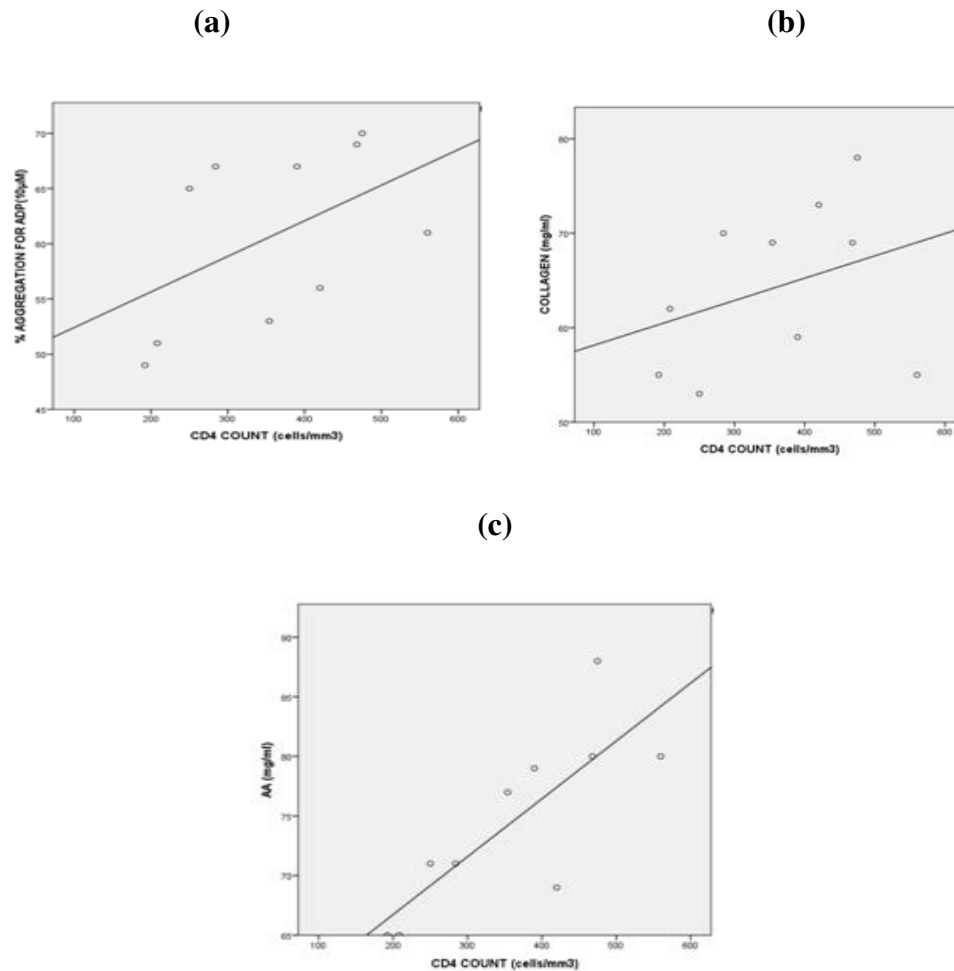 (a)
(b)
% AGGREGATION FOR ADP(10µM)
70
65
60
55
50
45
100 200 300 400 500 600
CD4 COUNT (cells/mm3)
COLLAGEN (mg/ml)
80
70
60
50
100 200 300 400 500 600
CD4 COUNT (cells/mm3)
(c)
AA (mg/ml)
90
85
80
75
70
65
100 200 300 400 500 600
CD4 COUNT (cells/mm3)